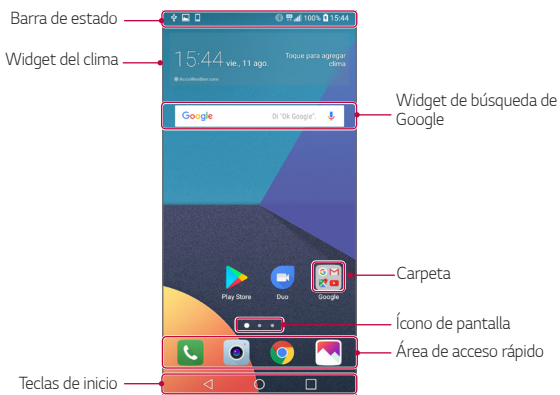 Barra de estado
100% 15:44
Widget del clima
15:44 vie., 11 ago.
Toque para agregar
clima
AccuWeather.com
Widget de búsqueda de
Google
Google
Di "Ok Google".
Carpeta
Play Store
Duo
Google
Ícono de pantalla
Área de acceso rápido
Teclas de inicio